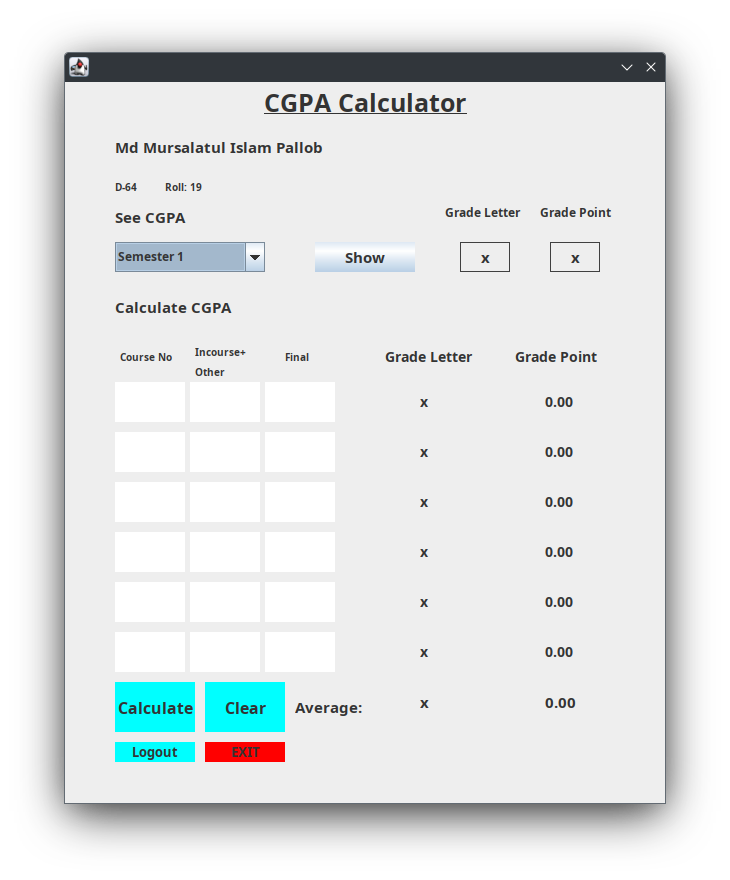 CGPA Calculator
Md Mursalatul Islam Pallob
D-64 Roll: 19
See CGPA Grade Letter Grade Point
Semester 1 Show x x
Calculate CGPA
Course No Incourse+ Final Grade Letter Grade Point
Other
x 0.00
x 0.00
x 0.00
x 0.00
x 0.00
x 0.00
Calculate Clear Average: x 0.00
Logout EXIT